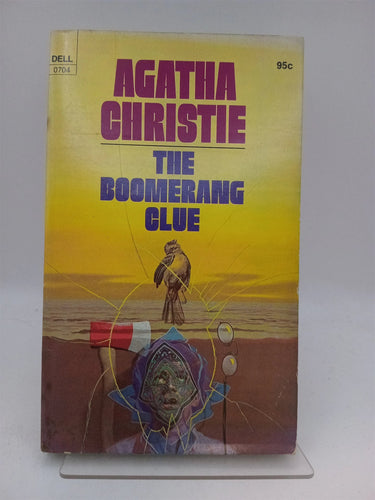 DELL
0704
95c
AGATHA
CHRISTIE
THE
BOOMERANG
CLUE